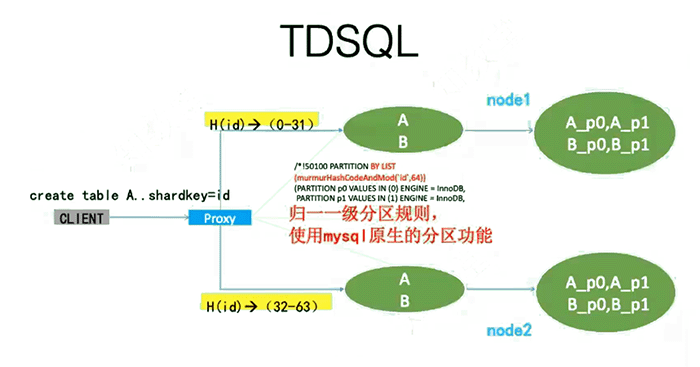 TDSQL
node1
H(id)→（0-31）
A
B
A_p0,A_p1
B_p0,B_p1
/*!50100 PARTITION BY LIST
(murmurHashCodeAndMod('id',64))
(PARTITION p0 VALUES IN (0) ENGINE = InnoDB,
PARTITION p1 VALUES IN (1) ENGINE = InnoDB,
create table A..shardkey=id
CLIENT
Proxy
归一一级分区规则，
使用mysql原生的分区功能
A
B
A_p0,A_p1
B_p0,B_p1
H(id)→（32-63）
node2